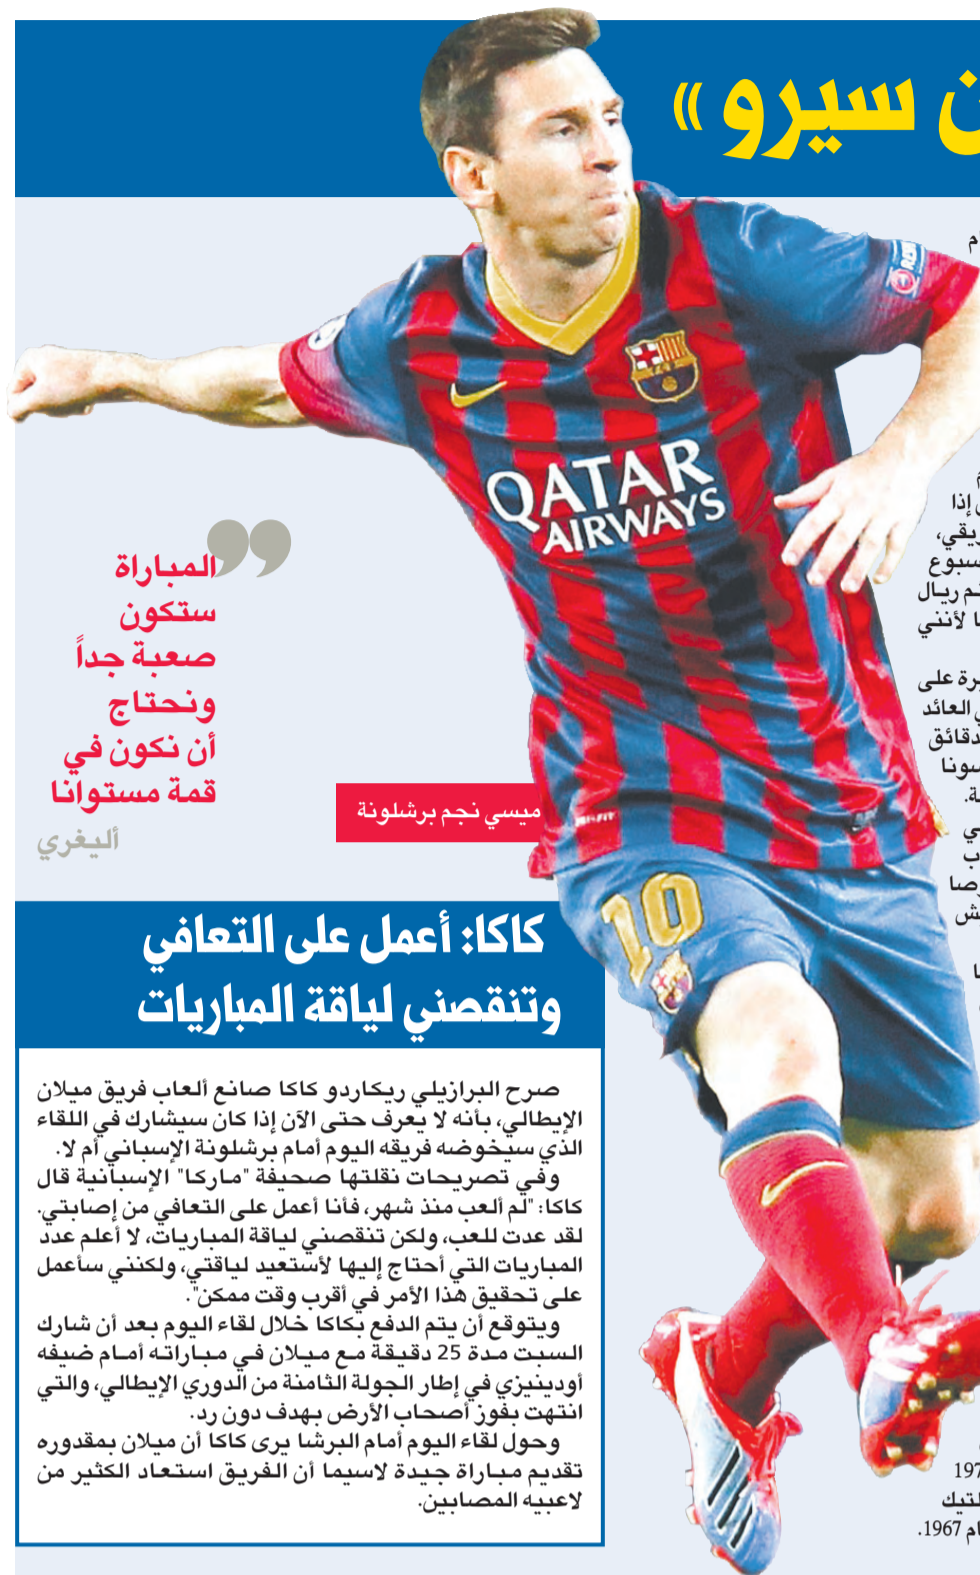 سيرو »
QATAR
AIRWAYS
10
إذا
سبوع
ريال
لأنني
على
العائد
دقائق
1967.
المباراة
ستكون
صعبة جداً
ونحتاج
أن نكون في
قمة مستوانا
أليغري
ميسي نجم برشلونة
كاكا: أعمل على التعافي
وتنقصني لياقة المباريات
صرح البرازيلي ريكاردو كاكا صانع ألعاب فريق ميلان
الإيطالي، بأنه لا يعرف حتى الآن إذا كان سيشارك في اللقاء
الذي سيخوضه فريقه اليوم أمام برشلونة الإسباني أم لا.
وفي تصريحات نقلتها صحيفة "ماركا" الإسبانية قال
كاكا: "لم ألعب منذ شهر، فأنا أعمل على التعافي من إصابتي.
لقد عدت للعب، ولكن تنقصني لياقة المباريات، لا أعلم عدد
المباريات التي أحتاج إليها لأستعيد لياقتي، ولكنني سأعمل
على تحقيق هذا الأمر في أقرب وقت ممكن".
ويتوقع أن يتم الدفع بكاكا خلال لقاء اليوم بعد أن شارك
السبت مدة 25 دقيقة مع ميلان في مباراته أمام ضيفه
أودينيزي في إطار الجولة الثامنة من الدوري الإيطالي، والتي
انتهت بفوز أصحاب الأرض بهدف دون رد.
وحول لقاء اليوم أمام البرشا يرى كاكا أن ميلان بمقدوره
تقديم مباراة جيدة لاسيما أن الفريق استعاد الكثير من
لاعبيه المصابين.